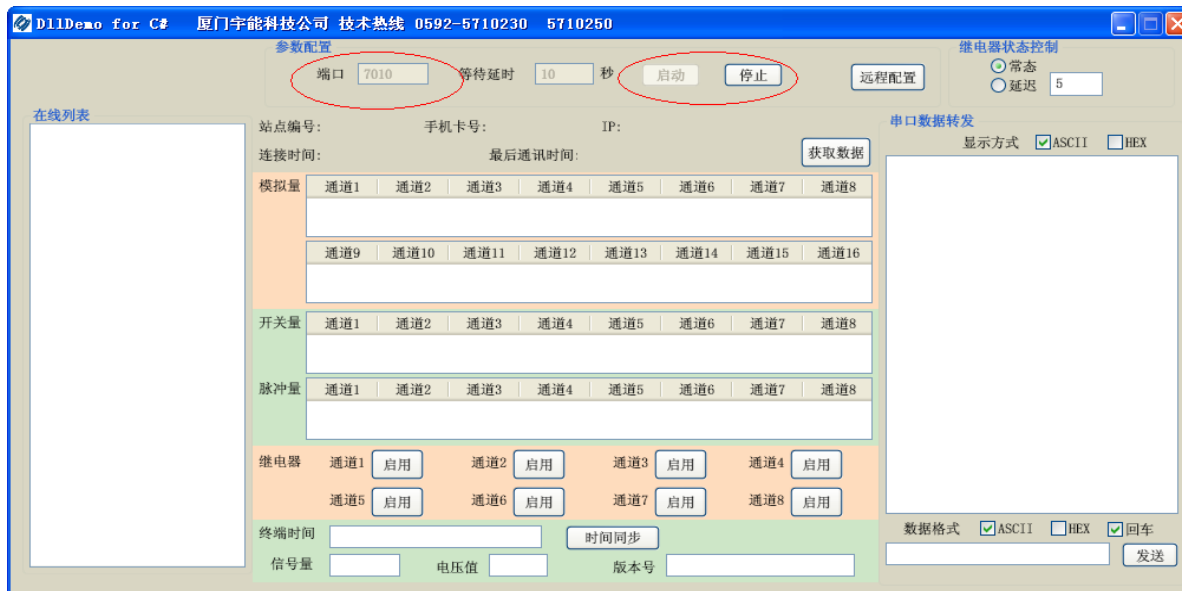 DllDemo for C# 厦门宇能科技公司 技术热线 0592-5710230 5710250
参数配置
端口 7010 等待延时 10 秒 启动 停止 远程配置
继电器状态控制
常态
延迟 5
在线列表
站点编号: 手机卡号: IP:
连接时间: 最后通讯时间: 获取数据
模拟量 通道1 通道2 通道3 通道4 通道5 通道6 通道7 通道8
通道9 通道10 通道11 通道12 通道13 通道14 通道15 通道16
开关量 通道1 通道2 通道3 通道4 通道5 通道6 通道7 通道8
脉冲量 通道1 通道2 通道3 通道4 通道5 通道6 通道7 通道8
继电器 通道1 启用 通道2 启用 通道3 启用 通道4 启用
通道5 启用 通道6 启用 通道7 启用 通道8 启用
终端时间 时间同步
信号量 电压值 版本号
串口数据转发
显示方式 ASCII HEX
数据格式 ASCII HEX 回车
发送